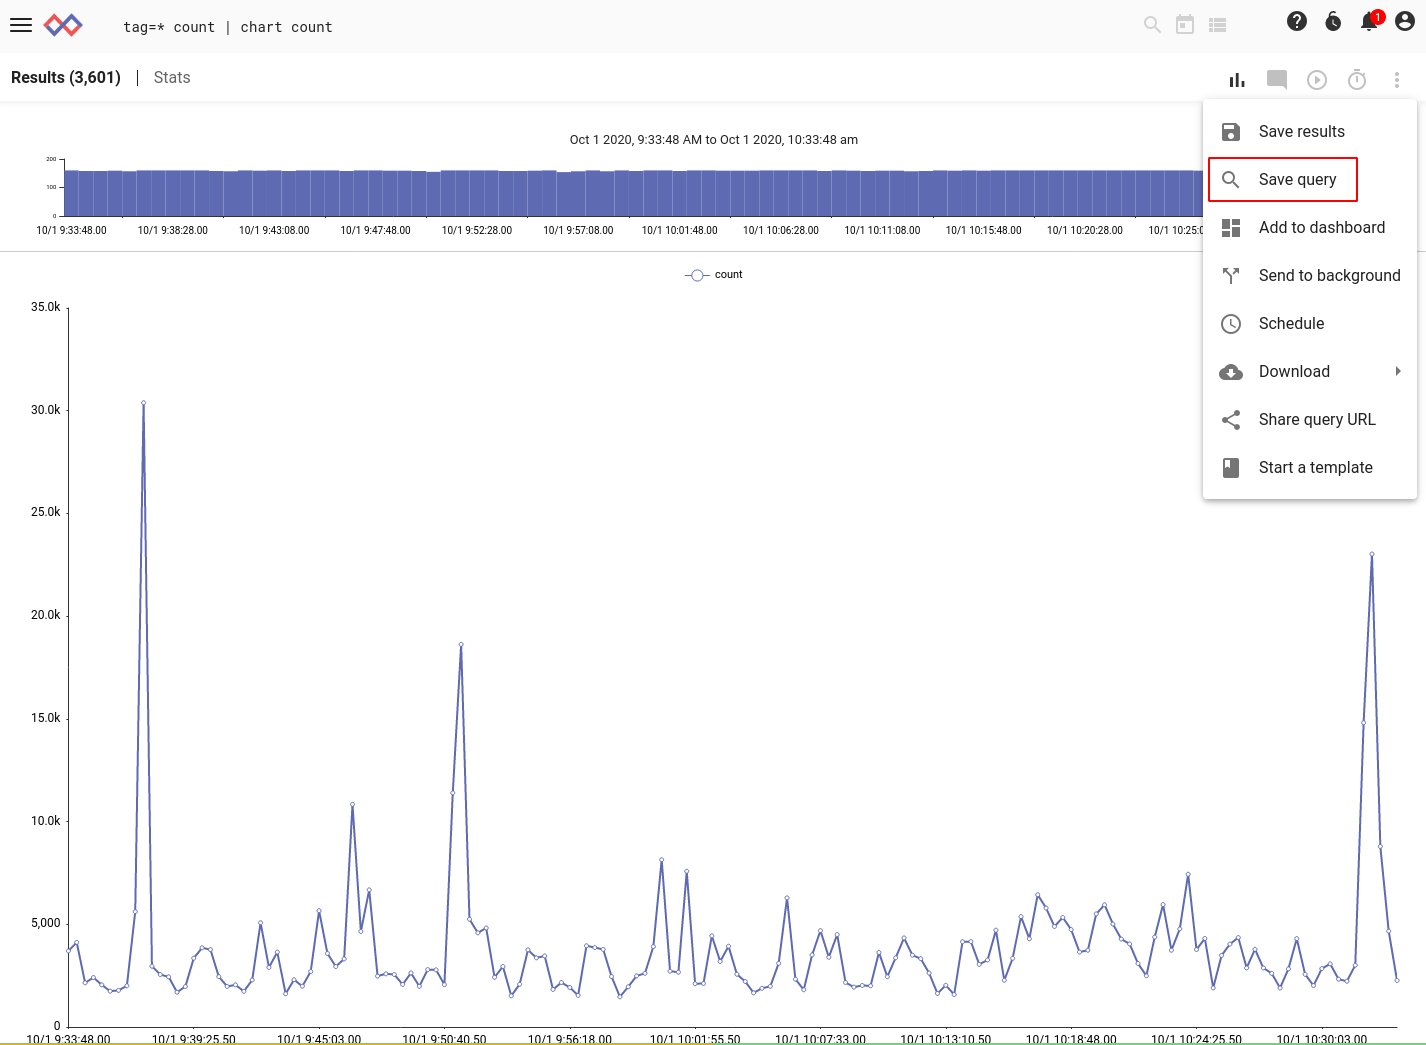 tag=* count | chart count
1
Results (3,601) | Stats
Save results
Save query
Add to dashboard
Send to background
Schedule
Download
Share query URL
Start a template
Oct 1 2020, 9:33:48 AM to Oct 1 2020, 10:33:48 am
200
100
0
10/1 9:33:48.00 10/1 9:38:28.00 10/1 9:43:08.00 10/1 9:47:48.00 10/1 9:52:28.00 10/1 9:57:08.00 10/1 10:01:48.00 10/1 10:06:28.00 10/1 10:11:08.00 10/1 10:15:48.00 10/1 10:20:28.00 10/1 10:25:0
count
35.0k
30.0k
25.0k
20.0k
15.0k
10.0k
5,000
0
10/1 9:33:48.00 10/1 9:39:25.50 10/1 9:45:03.00 10/1 9:50:40.50 10/1 9:56:18.00 10/1 10:01:55.50 10/1 10:07:33.00 10/1 10:13:10.50 10/1 10:18:48.00 10/1 10:24:25.50 10/1 10:30:03.00